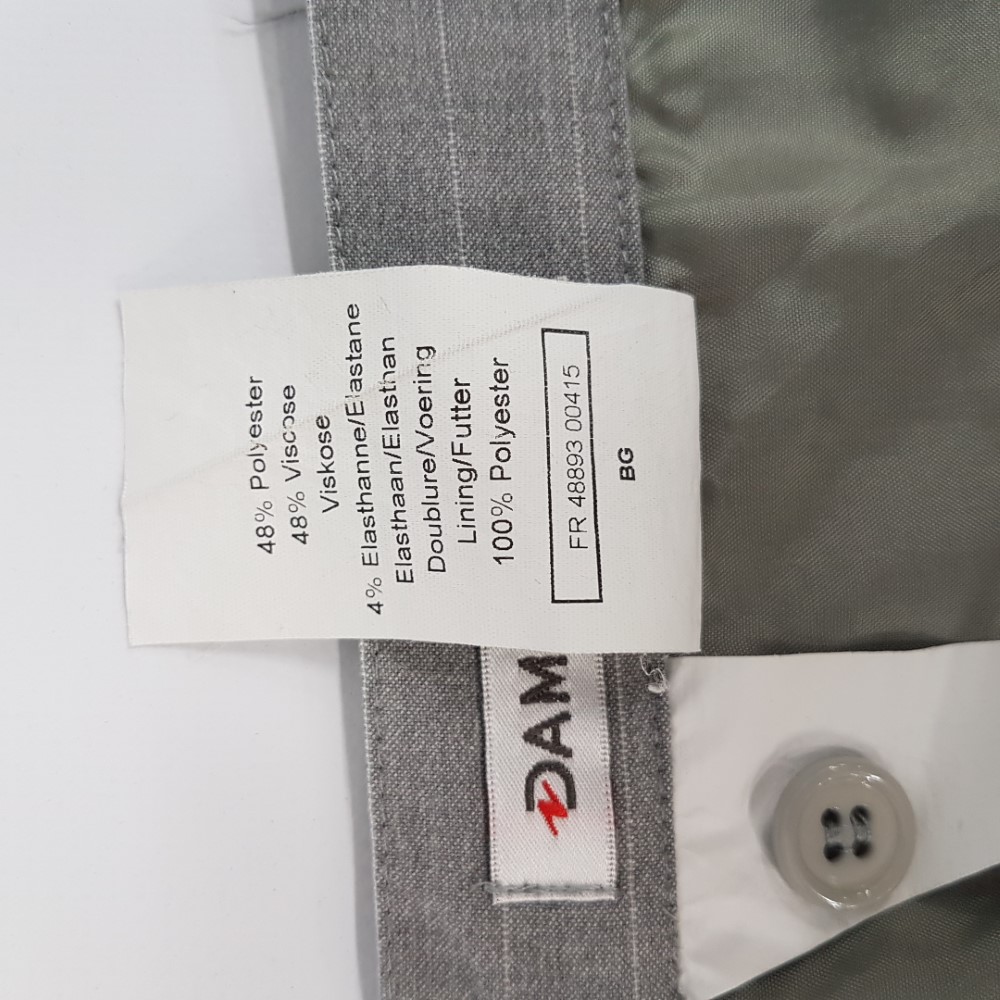 48% Polyester
48% Viscose
Viskose
4% Elasthanne/Elastane
Elasthaan/Elasthan
Doublure/Voering
Lining/Futter
100% Polyester
FR 48893 00415
BG
DAM